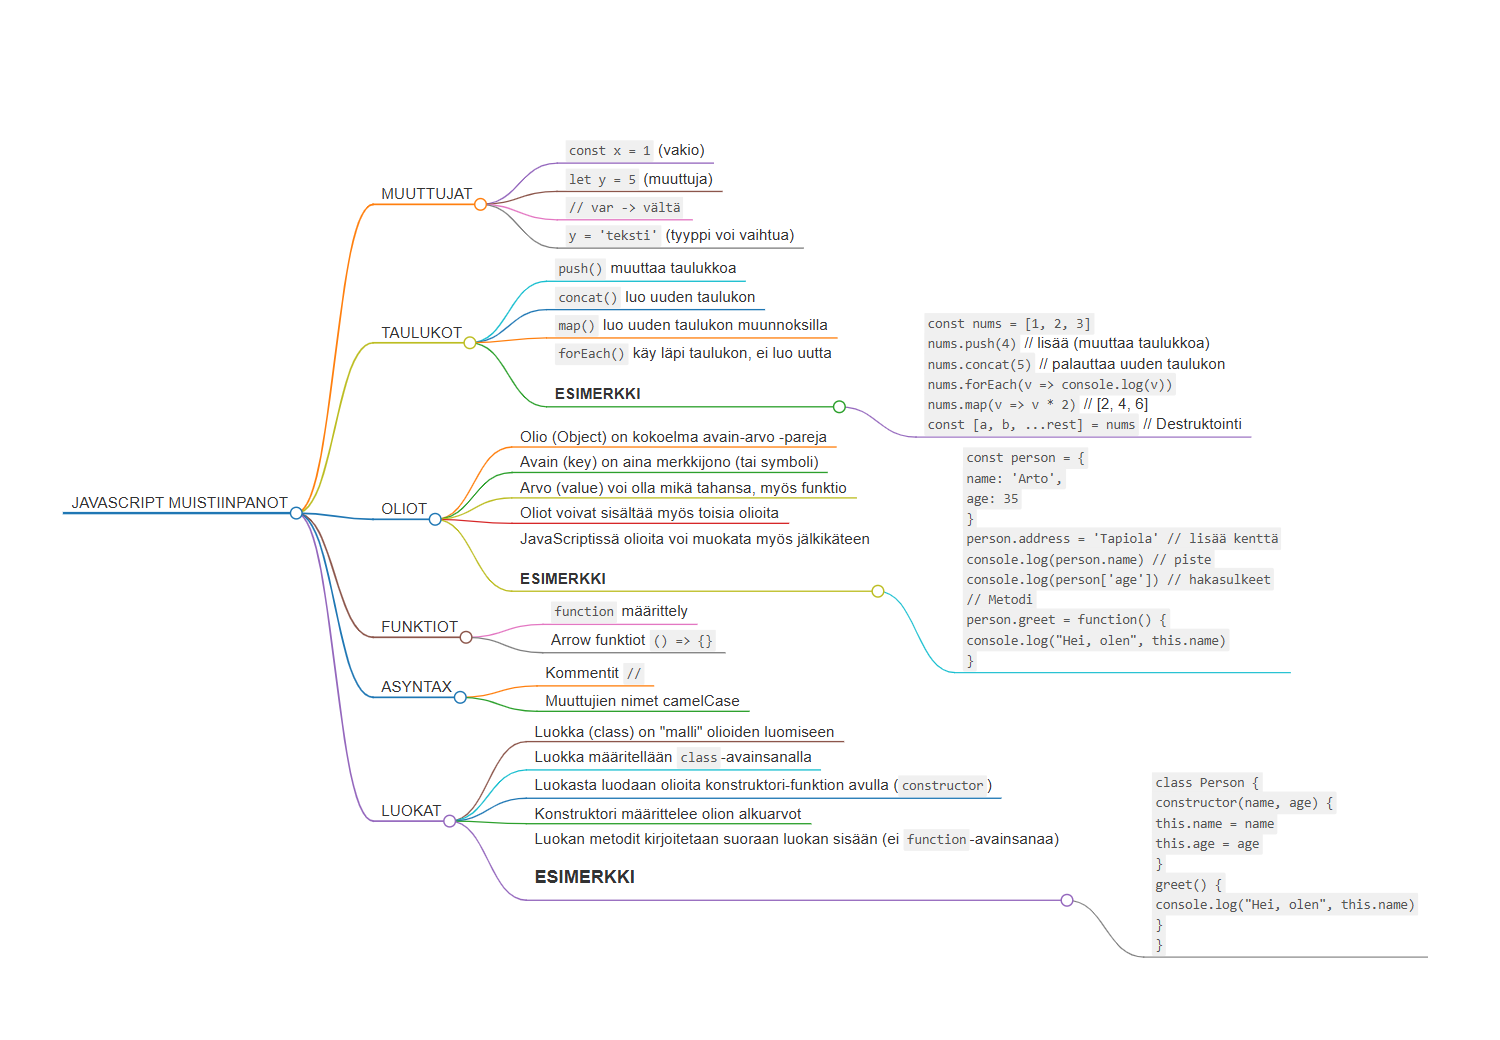 JAVASCRIPT MUISTIINPANOT
MUUTTUJAT
const x = 1 (vakio)
let y = 5 (muuttuja)
// var -> vältä
y = 'teksti' (tyyppi voi vaihtua)
TAULUKOT
push() muuttaa taulukkoa
concat() luo uuden taulukon
map() luo uuden taulukon muunnoksilla
forEach() käy läpi taulukon, ei luo uutta
ESIMERKKI
const nums = [1, 2, 3]
nums.push(4) // lisää (muuttaa taulukkoa)
nums.concat(5) // palauttaa uuden taulukon
nums.forEach(v => console.log(v))
nums.map(v => v * 2) // [2, 4, 6]
const [a, b, ...rest] = nums // Destruktointi
OLIOT
Olio (Object) on kokoelma avain-arvo -pareja
Avain (key) on aina merkkijono (tai symboli)
Arvo (value) voi olla mikä tahansa, myös funktio
Oliot voivat sisältää myös toisia olioita
JavaScriptissä olioita voi muokata myös jälkikäteen
ESIMERKKI
const person = {
name: 'Arto',
age: 35
}
person.address = 'Tapiola' // lisää kenttä
console.log(person.name) // piste
console.log(person['age']) // hakasulkeet
// Metodi
person.greet = function() {
console.log("Hei, olen", this.name)
}
FUNKTIOT
function määrittely
Arrow funktiot () => {}
ASYNTAX
Kommentit //
Muuttujien nimet camelCase
LUOKAT
Luokka (class) on "malli" olioiden luomiseen
Luokka määritellään class-avainsanalla
Luokasta luodaan olioita konstruktori-funktion avulla (constructor)
Konstruktori määrittelee olion alkuarvot
Luokan metodit kirjoitetaan suoraan luokan sisään (ei function-avainsanaa)
ESIMERKKI
class Person {
constructor(name, age) {
this.name = name
this.age = age
}
greet() {
console.log("Hei, olen", this.name)
}
}